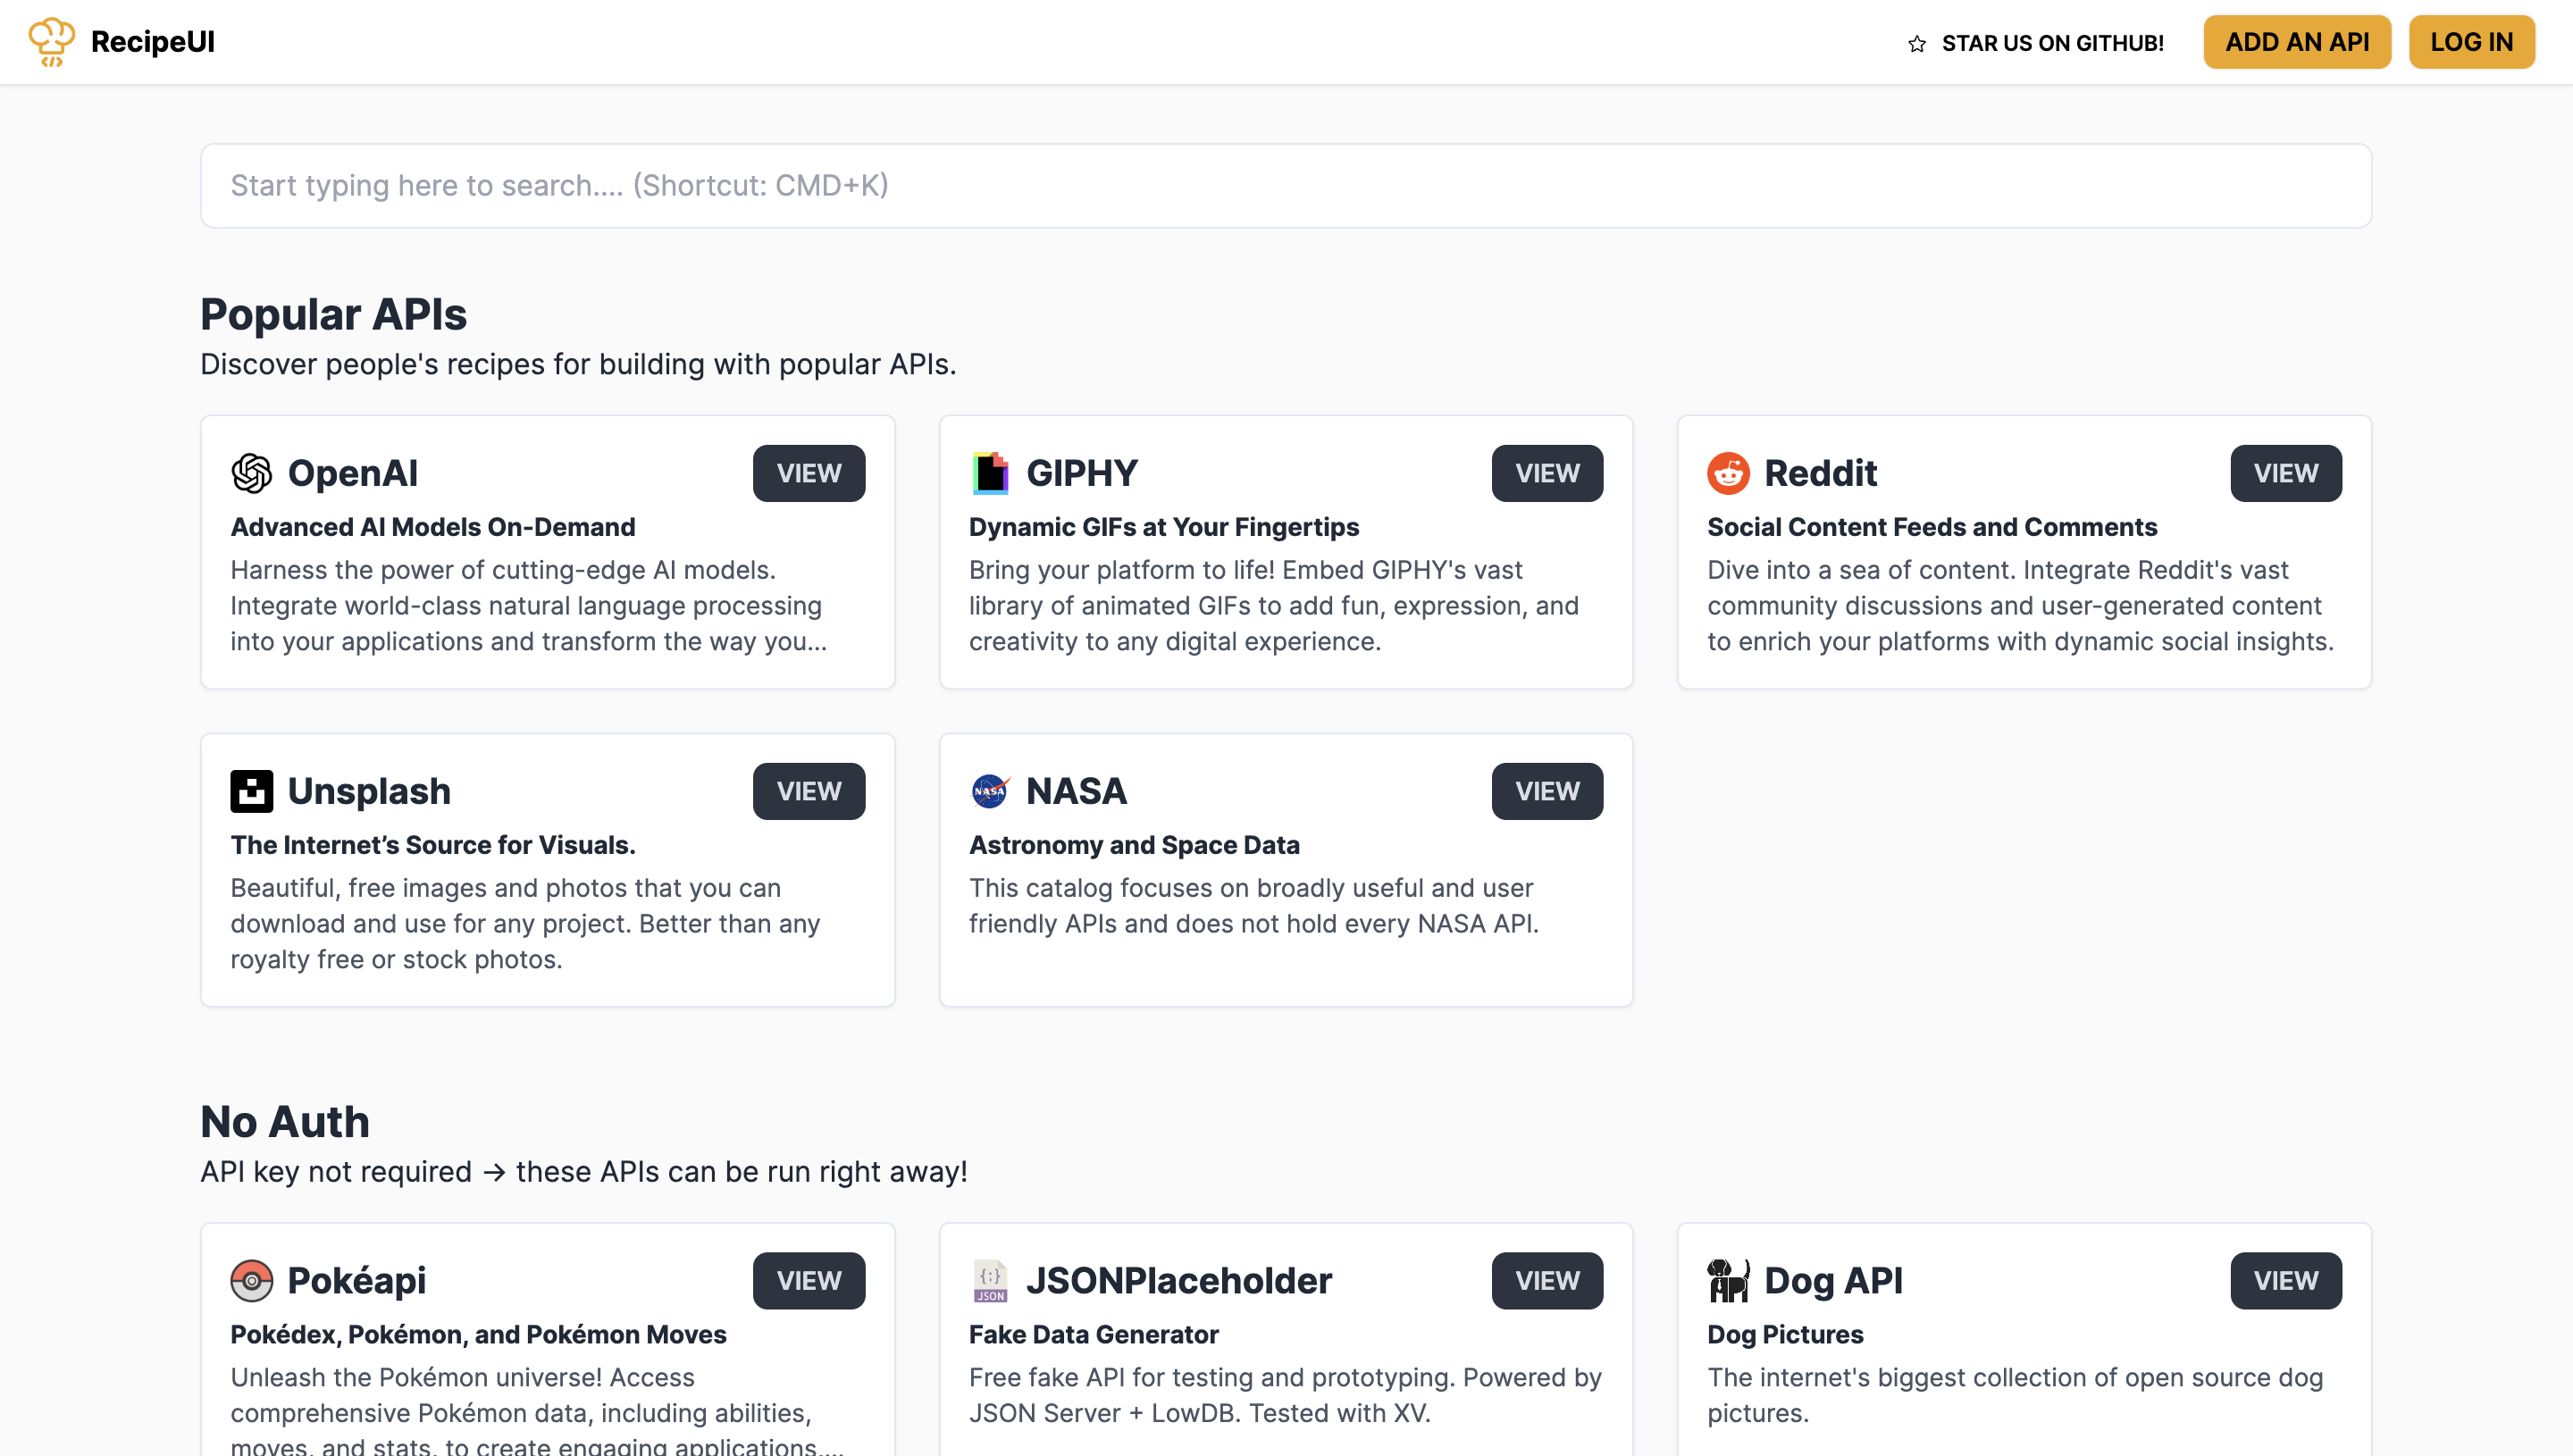 RecipeUI
STAR US ON GITHUB!
ADD AN API
LOG IN
Start typing here to search.... (Shortcut: CMD+K)
Popular APIs
Discover people's recipes for building with popular APIs.
OpenAI
VIEW
Advanced AI Models On-Demand
Harness the power of cutting-edge AI models.
Integrate world-class natural language processing
into your applications and transform the way you...
GIPHY
VIEW
Dynamic GIFs at Your Fingertips
Bring your platform to life! Embed GIPHY's vast
library of animated GIFs to add fun, expression, and
creativity to any digital experience.
Reddit
VIEW
Social Content Feeds and Comments
Dive into a sea of content. Integrate Reddit's vast
community discussions and user-generated content
to enrich your platforms with dynamic social insights.
Unsplash
VIEW
The Internet’s Source for Visuals.
Beautiful, free images and photos that you can
download and use for any project. Better than any
royalty free or stock photos.
NASA
NASA
VIEW
Astronomy and Space Data
This catalog focuses on broadly useful and user
friendly APIs and does not hold every NASA API.
No Auth
API key not required → these APIs can be run right away!
Pokéapi
VIEW
Pokédex, Pokémon, and Pokémon Moves
Unleash the Pokémon universe! Access
comprehensive Pokémon data, including abilities,
moves, and stats, to create engaging applications,...
{;}
JSON
JSONPlaceholder
VIEW
Fake Data Generator
Free fake API for testing and prototyping. Powered by
JSON Server + LowDB. Tested with XV.
Dog API
VIEW
Dog Pictures
The internet's biggest collection of open source dog
pictures.